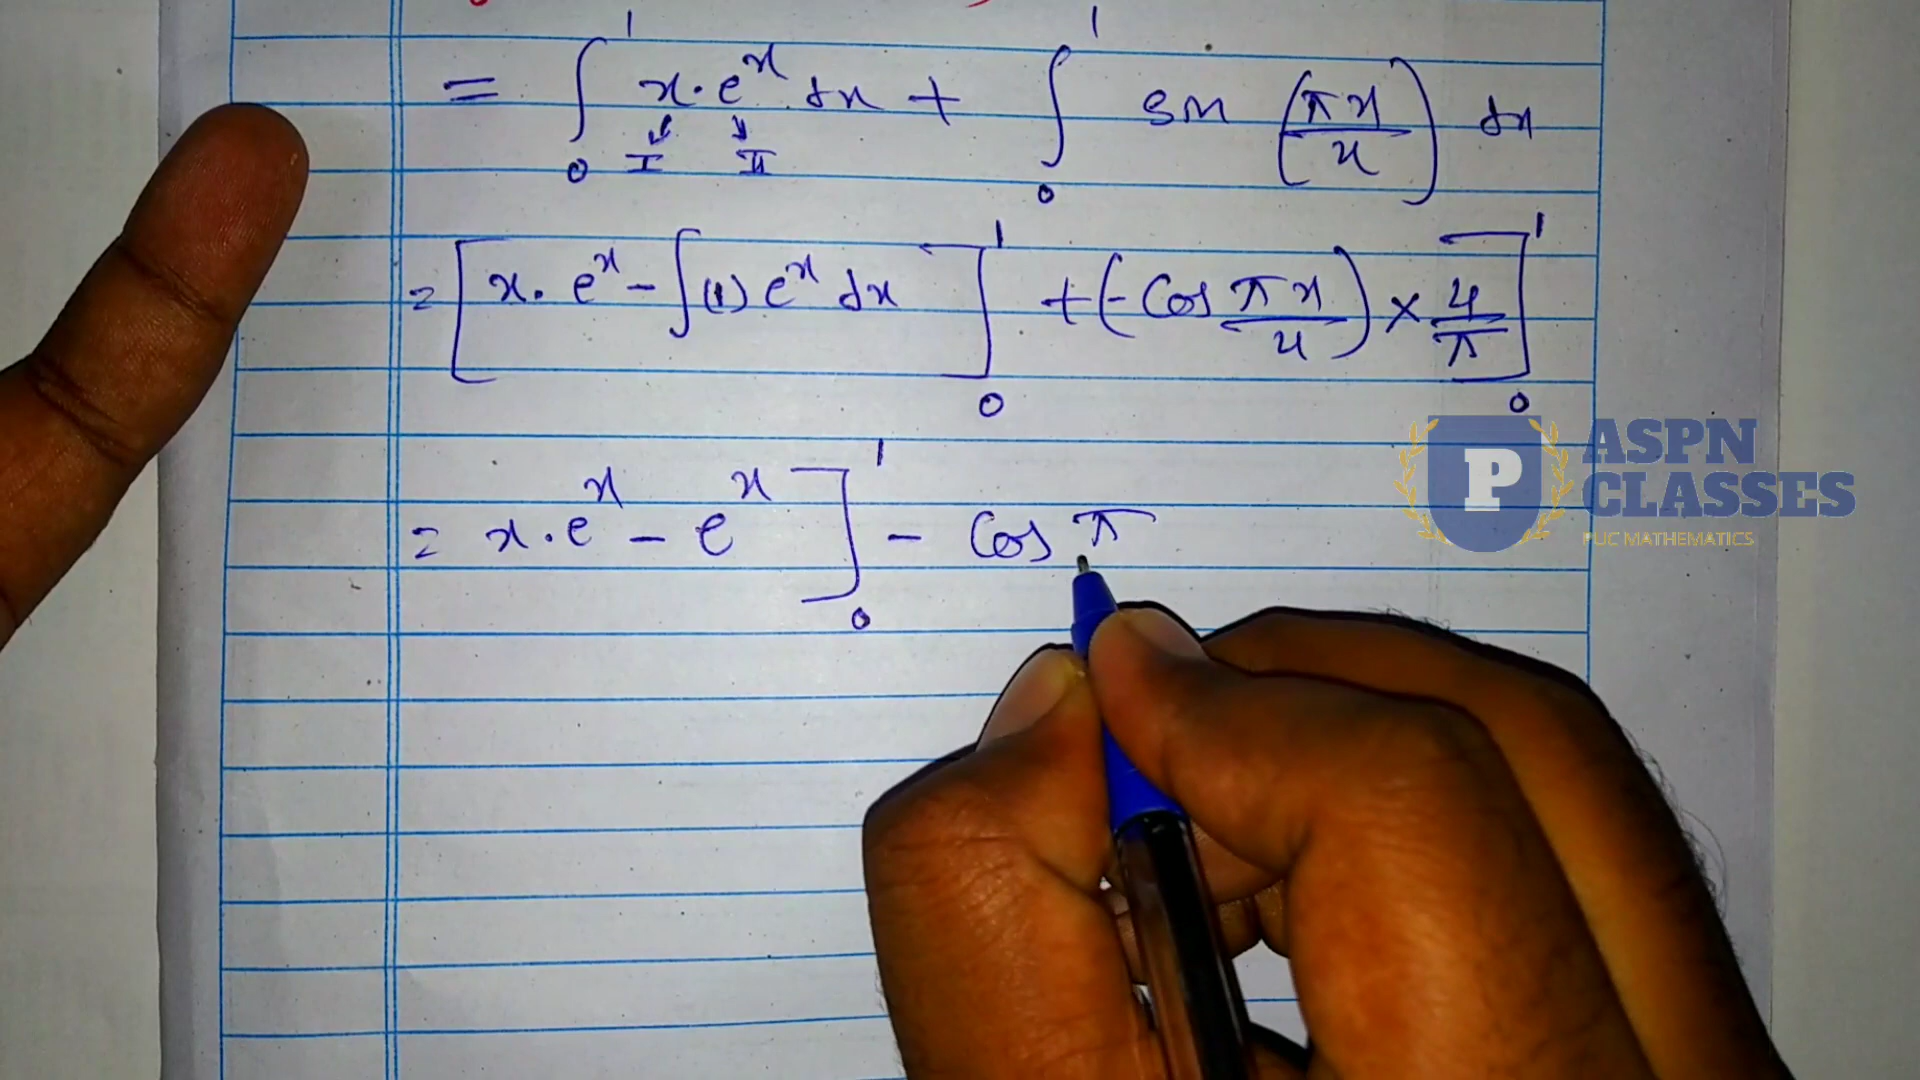 = ∫₀¹ x·eˣ dx + ∫₀¹ sin (πx/4) dx
I II
= [x·eˣ - ∫(1)eˣ dx]₀¹ + (-Cos πx/4) × 4/π]₀¹
= x·eˣ - eˣ]₀¹ - Cos π
P ASPN
CLASSES
PUC MATHEMATICS